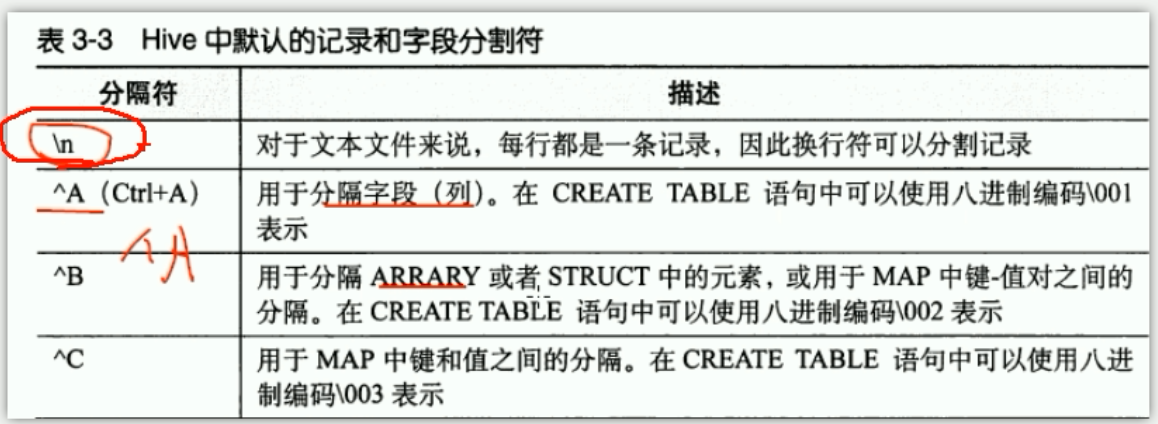 表 3-3 Hive 中默认的记录和字段分割符
分隔符 描述
\n 对于文本文件来说，每行都是一条记录，因此换行符可以分割记录
^A（Ctrl+A） 用于分隔字段（列）。在 CREATE TABLE 语句中可以使用八进制编码\001
表示
^A
^B 用于分隔 ARRARY 或者 STRUCT 中的元素，或用于 MAP 中键-值对之间的
分隔。在 CREATE TABLE 语句中可以使用八进制编码\002 表示
^C 用于 MAP 中键和值之间的分隔。在 CREATE TABLE 语句中可以使用八进
制编码\003 表示